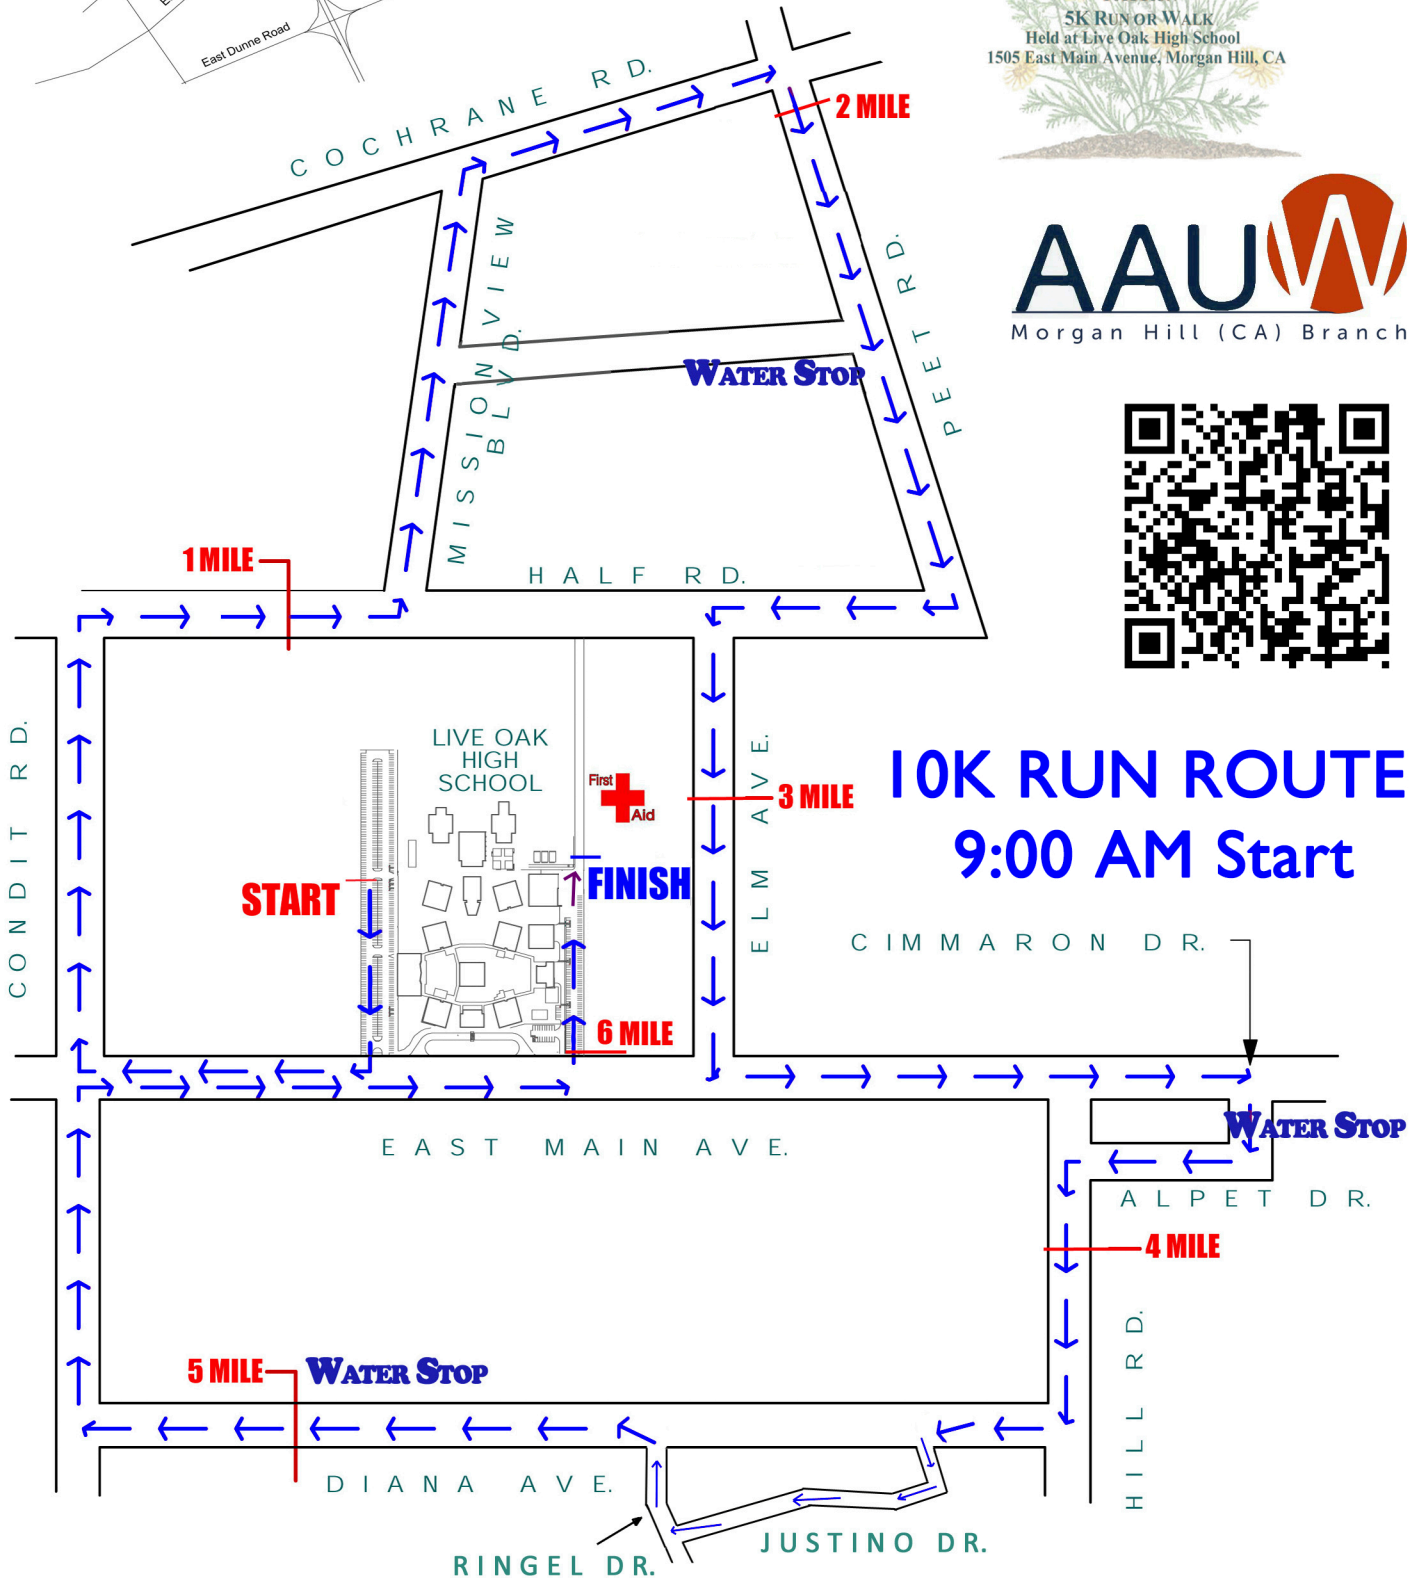 East Dunne Road
5K RUN OR WALK
Held at Live Oak High School
1505 East Main Avenue, Morgan Hill, CA
COCHRANE RD.
2 MILE
AAUW
Morgan Hill (CA) Branch
MISSION VIEW
BLVD.
PEET RD.
WATER STOP
1 MILE
HALF RD.
CONDIT RD.
LIVE OAK
HIGH
SCHOOL
First
Aid
ELM AVE.
3 MILE
10K RUN ROUTE
9:00 AM Start
START
FINISH
CIMMARON DR.
6 MILE
EAST MAIN AVE.
WATER STOP
ALPET DR.
4 MILE
HILL RD.
5 MILE
WATER STOP
DIANA AVE.
JUSTINO DR.
RINGEL DR.